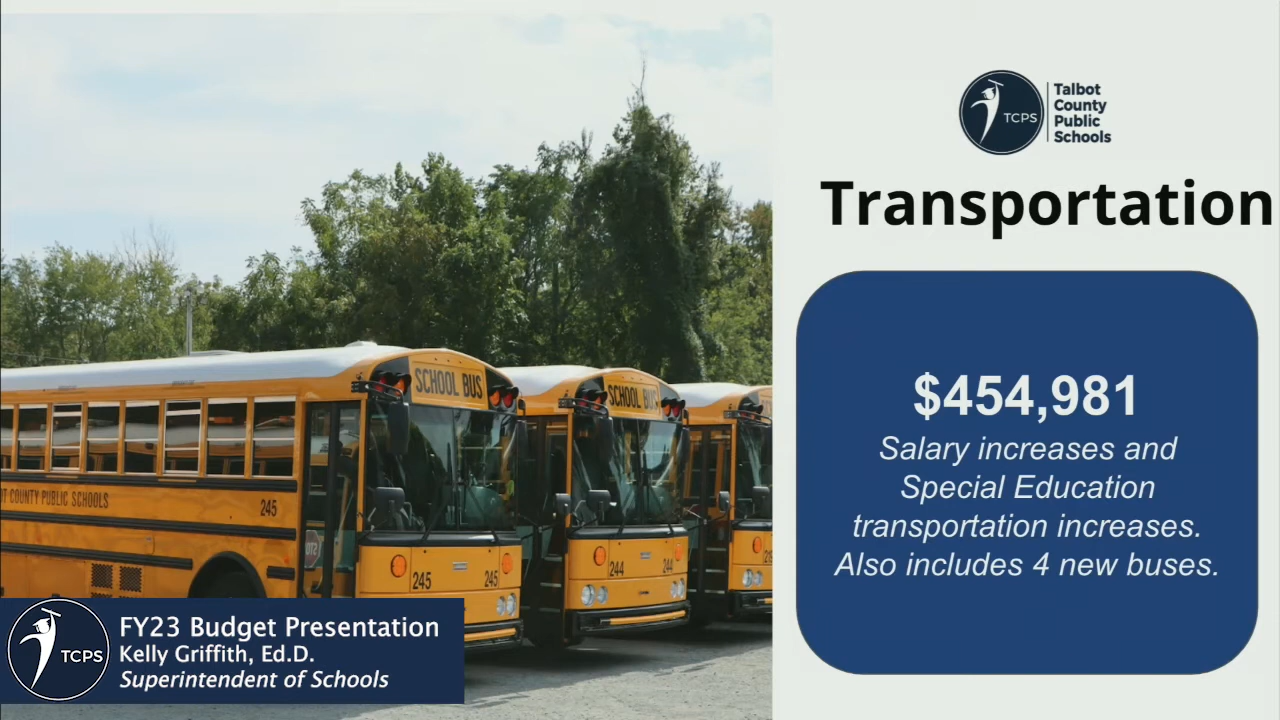 TCPS
Talbot
County
Public
Schools
Transportation
$454,981
Salary increases and
Special Education
transportation increases.
Also includes 4 new buses.
SCHOOL BUS
SCHOOL BUS
COUNTY PUBLIC SCHOOLS
245
245
245
244
244
TCPS
FY23 Budget Presentation
Kelly Griffith, Ed.D.
Superintendent of Schools